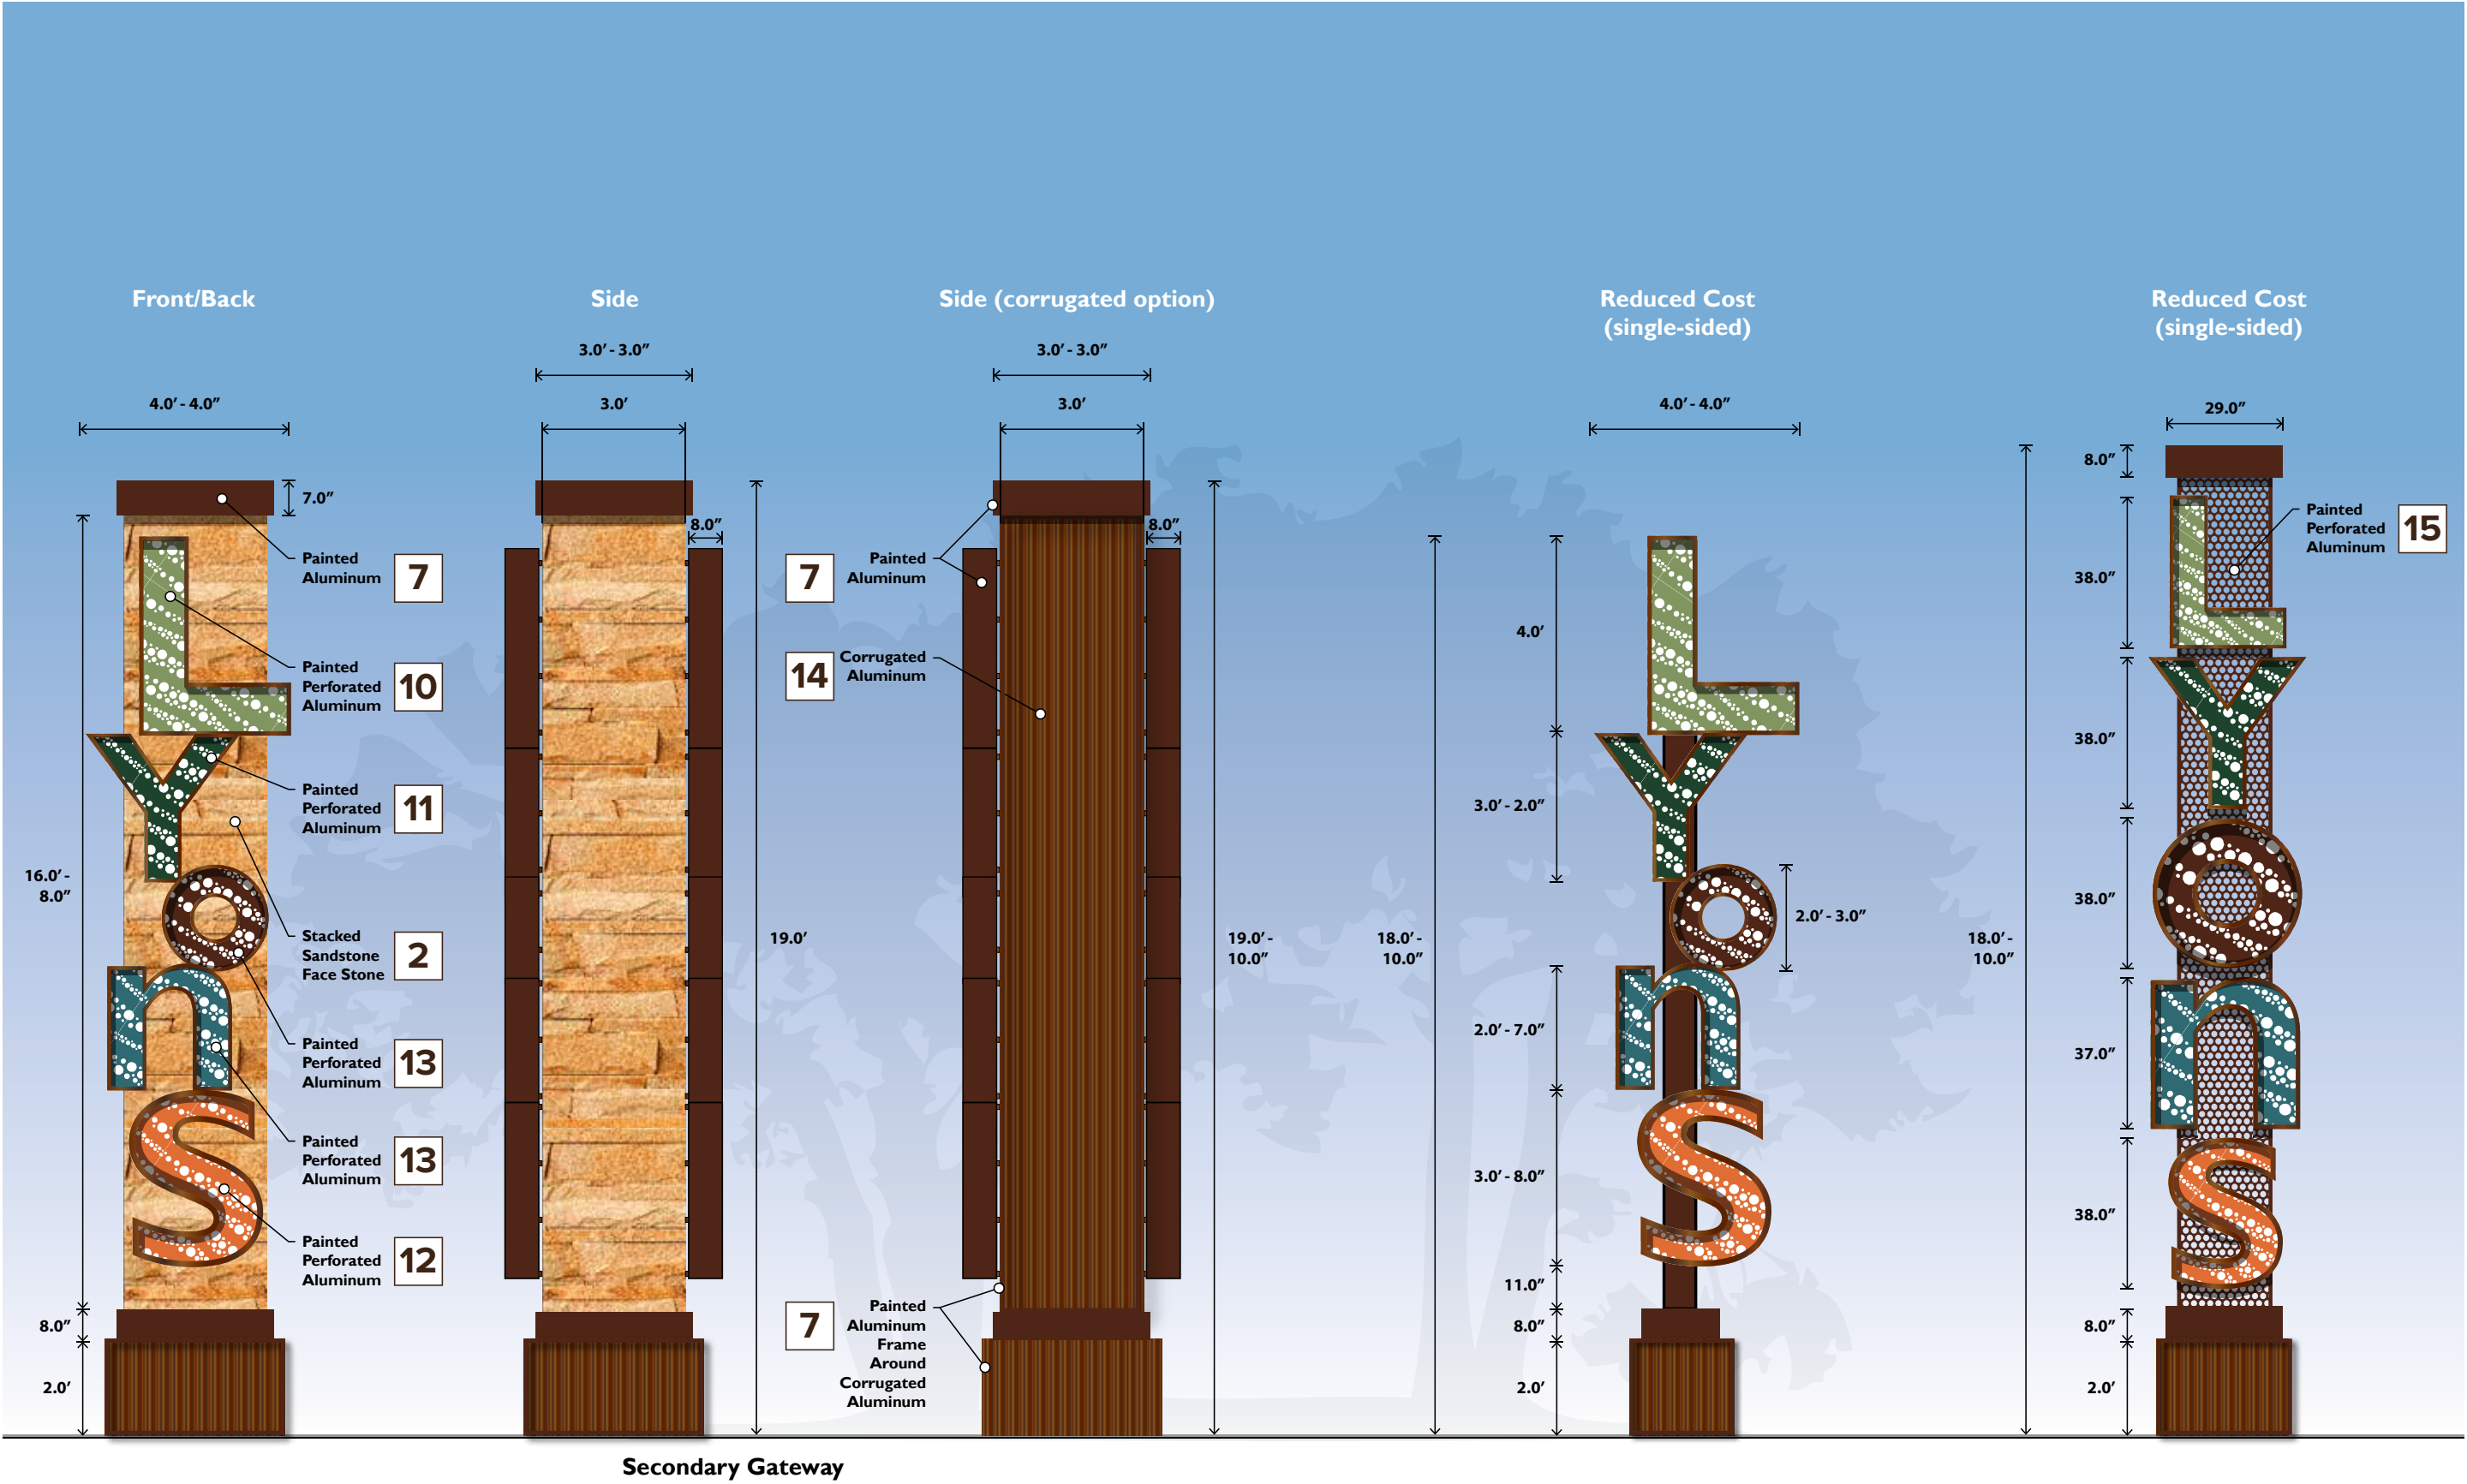 Front/Back
4.0’ - 4.0”
7.0”
Painted
Aluminum
7
Painted
Perforated
Aluminum
10
Painted
Perforated
Aluminum
11
Stacked
Sandstone
Face Stone
2
Painted
Perforated
Aluminum
13
Painted
Perforated
Aluminum
13
Painted
Perforated
Aluminum
12
16.0’ -
8.0”
8.0”
2.0’
L
Y
O
n
S
Side
3.0’ - 3.0”
3.0’
8.0”
19.0’
Side (corrugated option)
3.0’ - 3.0”
3.0’
8.0”
7
Painted
Aluminum
14
Corrugated
Aluminum
7
Painted
Aluminum
Frame
Around
Corrugated
Aluminum
19.0’ -
10.0”
Reduced Cost
(single-sided)
4.0’ - 4.0”
18.0’ -
10.0”
4.0’
3.0’ - 2.0”
2.0’ - 3.0”
2.0’ - 7.0”
3.0’ - 8.0”
11.0”
8.0”
2.0’
L
Y
O
n
S
Reduced Cost
(single-sided)
29.0”
8.0”
38.0”
38.0”
38.0”
37.0”
38.0”
8.0”
2.0’
18.0’ -
10.0”
Painted
Perforated
Aluminum
15
L
Y
O
n
S
Secondary Gateway